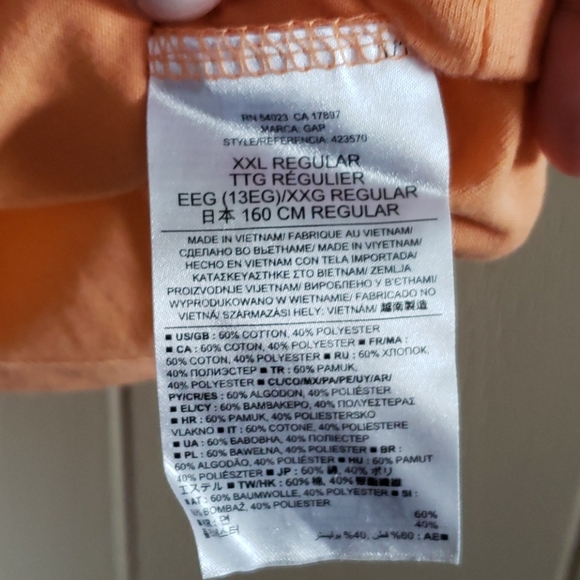 RN 54023 CA 17897
MARCA: GAP
STYLE/REFERENCIA: 423570
XXL REGULAR
TTG RÉGULIER
EEG (13EG)/XXG REGULAR
日本 160 CM REGULAR
MADE IN VIETNAM/ FABRIQUE AU VIETNAM/
СДЕЛАНО ВО ВЬЕТНАМЕ/ MADE IN VIYETNAM/
HECHO EN VIETNAM CON TELA IMPORTADA/
ΚΑΤΑΣΚΕΥΑΣΤΗΚΕ ΣΤΟ ΒΙΕΤΝΑΜ/ ZEMLJA
PROIZVODNJE VIJETNAM/ ВИРОБЛЕНО У В'ЄТНАМІ/
WYPRODUKOWANO W WIETNAMIE/ FABRICADO NO
VIETNÃ/ SZÁRMAZÁSI HELY: VIETNÁM/ 越南製造
■ US/GB : 60% COTTON, 40% POLYESTER
■ CA : 60% COTON, 40% POLYESTER ■ FR/MA :
60% COTON, 40% POLYESTER ■ RU : 60% ХЛОПОК,
40% ПОЛИЭСТЕР ■ TR : 60% PAMUK,
40% POLYESTER ■ CL/CO/MX/PA/PE/UY/AR/
PY/CR/ES : 60% ALGODON, 40% POLIÉSTER
■ EL/CY : 60% ΒΑΜΒΑΚΕΡΟ, 40% ΠΟΛΥΕΣΤΕΡΑΣ
■ HR : 60% PAMUK, 40% POLIESTERSKO
VLAKNO ■ IT : 60% COTONE, 40% POLIESTERE
■ UA : 60% БАВОВНА, 40% ПОЛІЕСТЕР
■ PL : 60% BAWEŁNA, 40% POLIESTER ■ BR :
60% ALGODÃO, 40% POLIÉSTER ■ HU : 60% PAMUT
40% POLIÉSZTER ■ JP : 60% 綿, 40% ポリ
エステル ■ TW/HK : 60% 棉, 40%
■ AT : 60% BAUMWOLLE, 40% POLYESTER ■ SI :
BOMBAŽ, 40% POLIESTER
면 60%
40%
■ AE : 60% قطن, 40% بوليستر